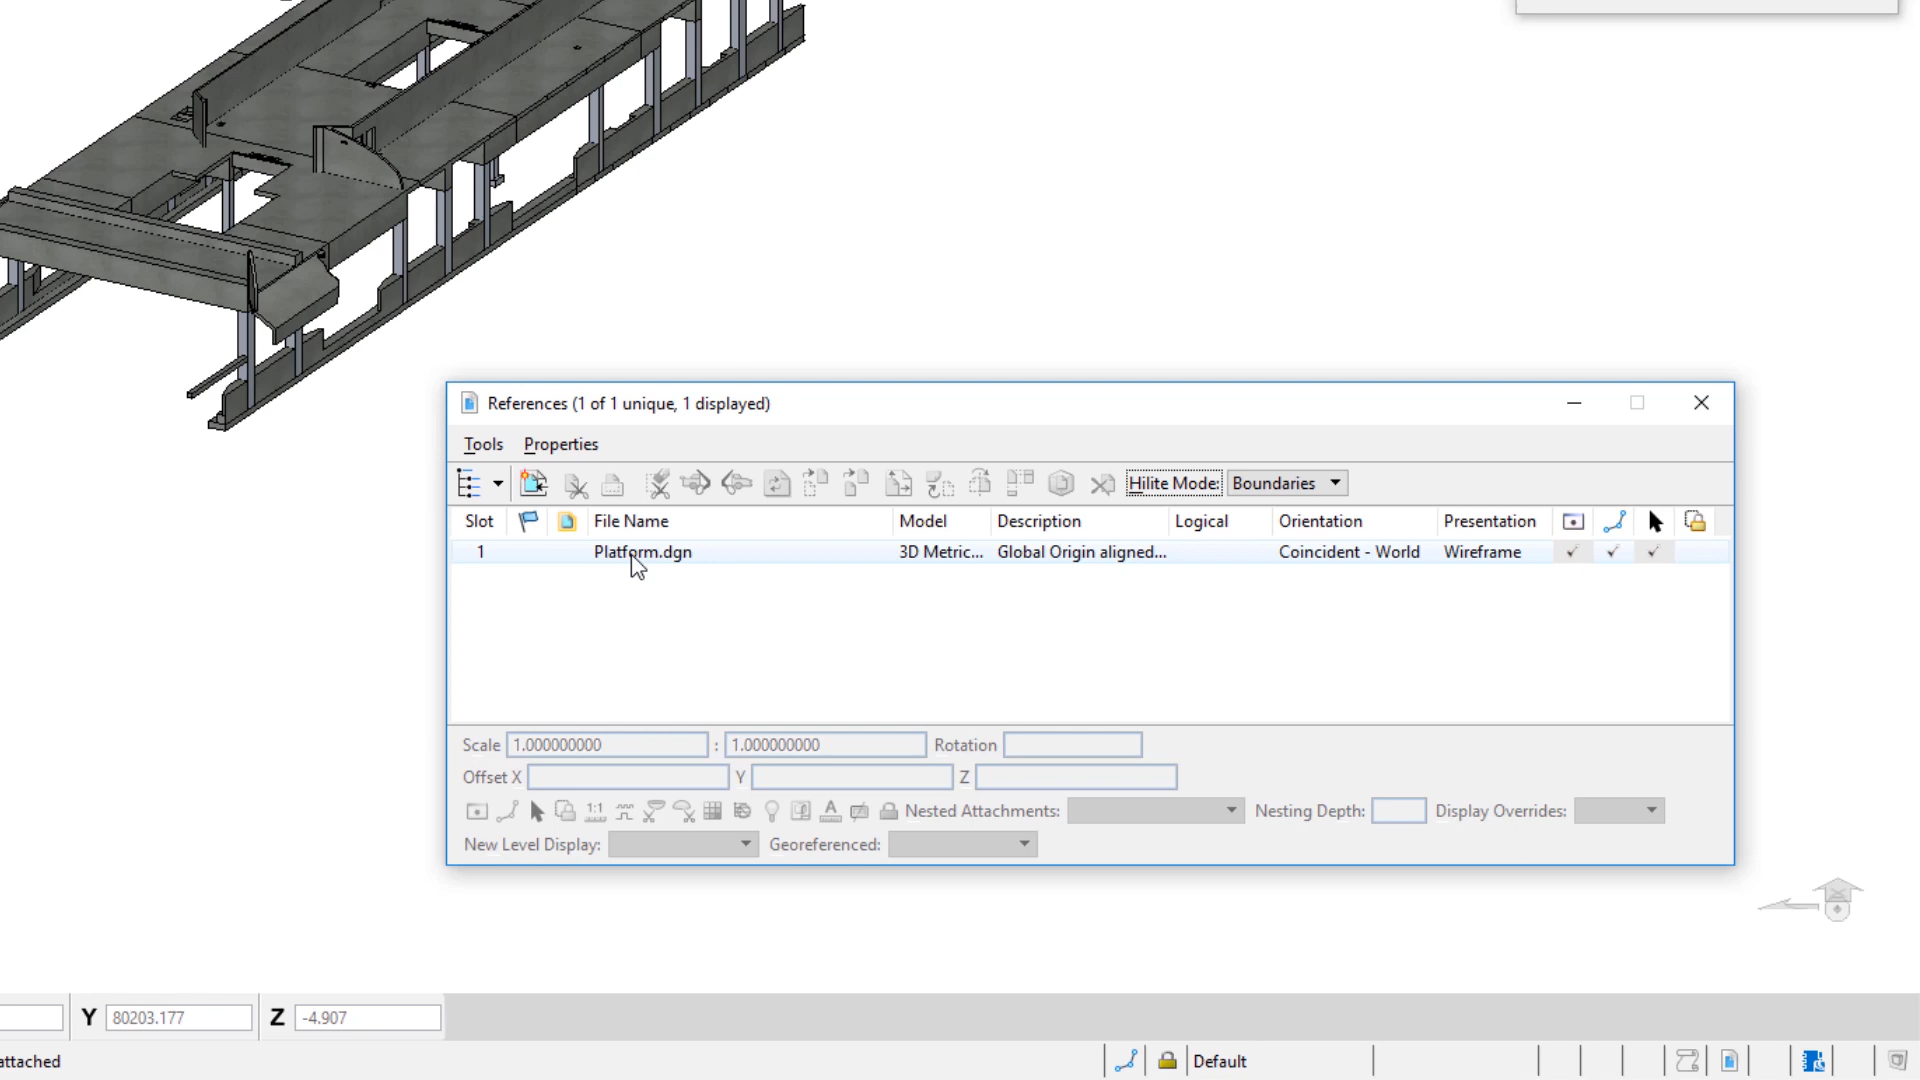 References (1 of 1 unique, 1 displayed)
Tools Properties
Hilite Mode: Boundaries
Slot File Name Model Description Logical Orientation Presentation
1 Platform.dgn 3D Metric... Global Origin aligned... Coincident - World Wireframe
Scale 1.000000000 : 1.000000000 Rotation
Offset X Y Z
1:1 A Nested Attachments: Nesting Depth: Display Overrides:
New Level Display: Georeferenced:
Y 80203.177 Z -4.907
attached Default